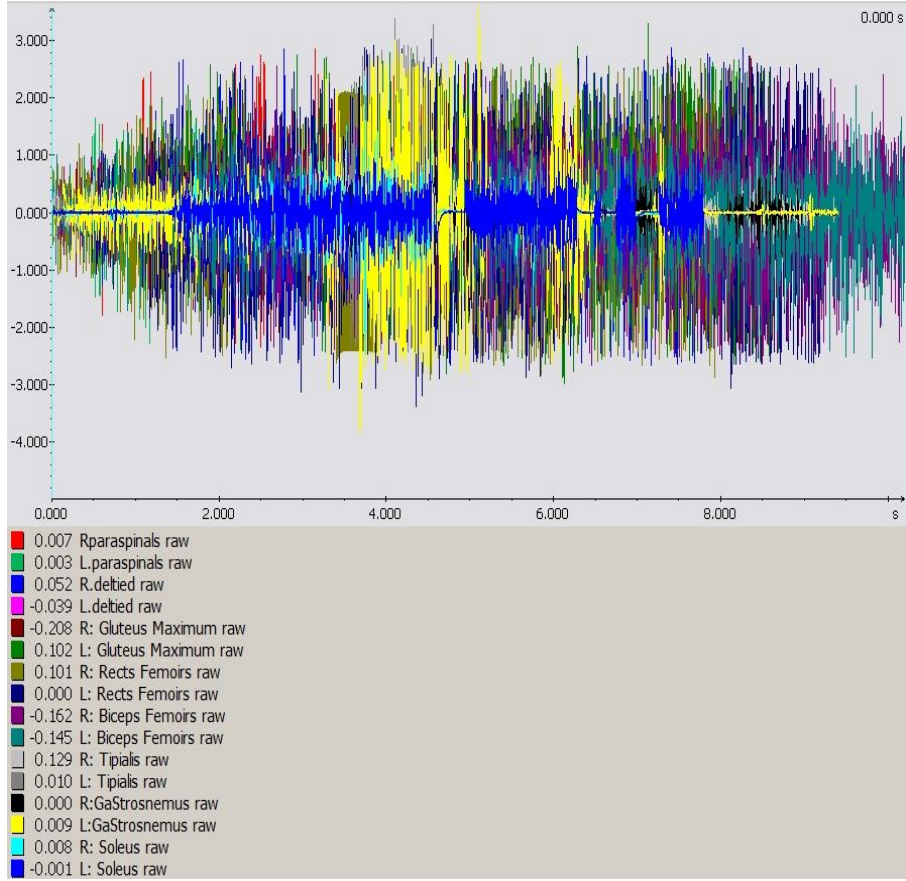 0.000 s
3.000
2.000
1.000
0.000
-1.000
-2.000
-3.000
-4.000
0.000 2.000 4.000 6.000 8.000 s
0.007 Rparaspinals raw
0.003 L.paraspinals raw
0.052 R.deltied raw
-0.039 L.deltied raw
-0.208 R: Gluteus Maximum raw
0.102 L: Gluteus Maximum raw
0.101 R: Rects Femoirs raw
0.000 L: Rects Femoirs raw
-0.162 R: Biceps Femoirs raw
-0.145 L: Biceps Femoirs raw
0.129 R: Tipialis raw
0.010 L: Tipialis raw
0.000 R:GaStrosnemus raw
0.009 L:GaStrosnemus raw
0.008 R: Soleus raw
-0.001 L: Soleus raw